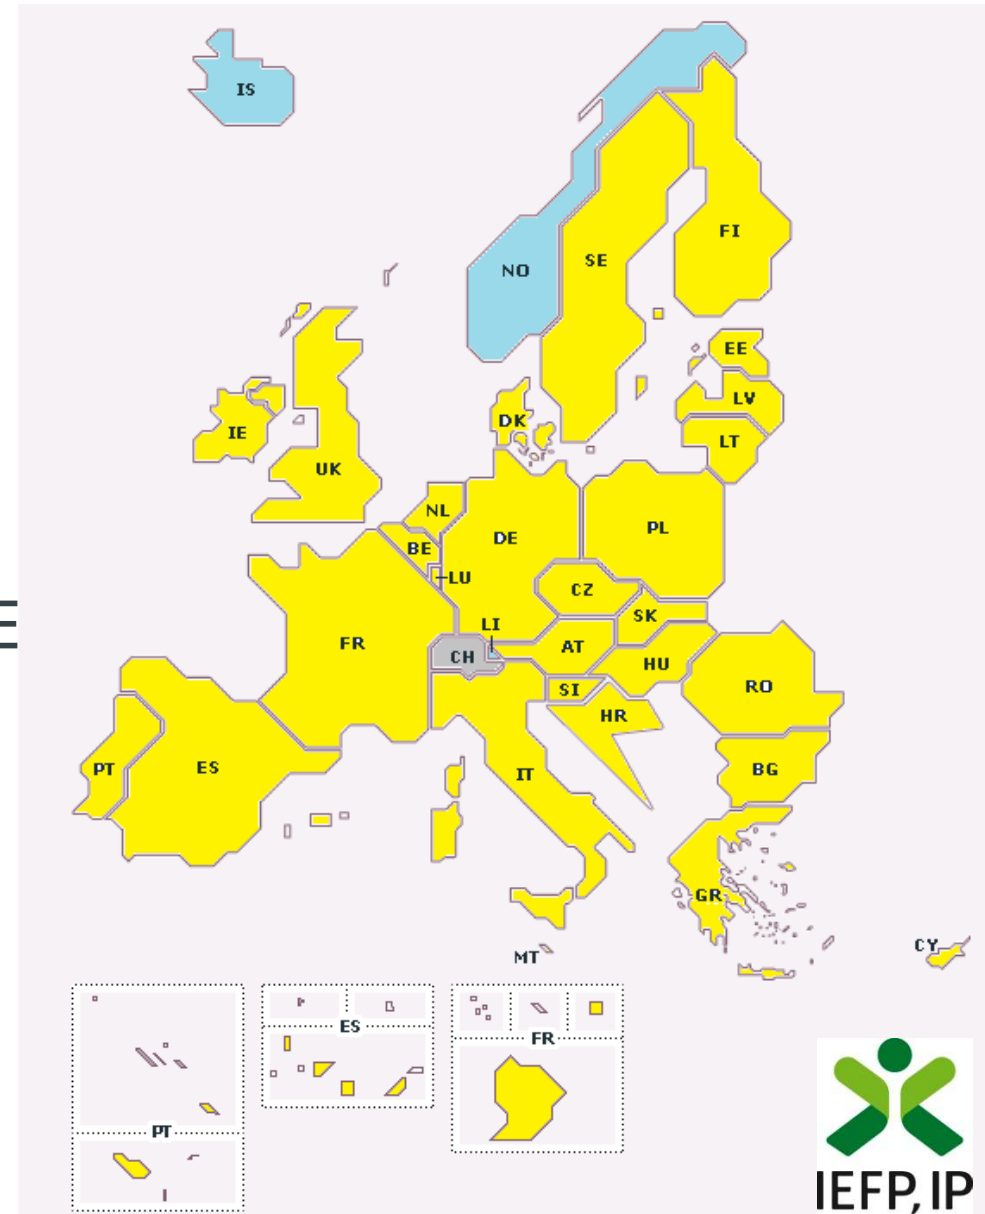 IS
NO
SE
FI
EE
LV
LT
DK
IE
UK
NL
BE
DE
PL
LU
CZ
SK
LI
FR
CH
AT
HU
SI
HR
RO
PT
ES
IT
BG
GR
MT
CY
ES
FR
PT
IEFP, IP